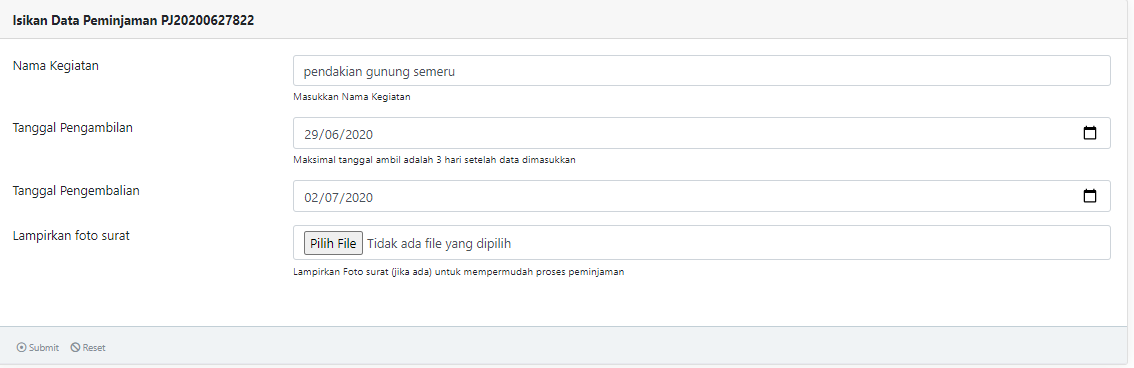 Isikan Data Peminjaman PJ20200627822
Nama Kegiatan
pendakian gunung semeru
Masukkan Nama Kegiatan
Tanggal Pengambilan
29/06/2020
Maksimal tanggal ambil adalah 3 hari setelah data dimasukkan
Tanggal Pengembalian
02/07/2020
Lampirkan foto surat
Pilih File Tidak ada file yang dipilih
Lampirkan Foto surat (jika ada) untuk mempermudah proses peminjaman
Submit Reset